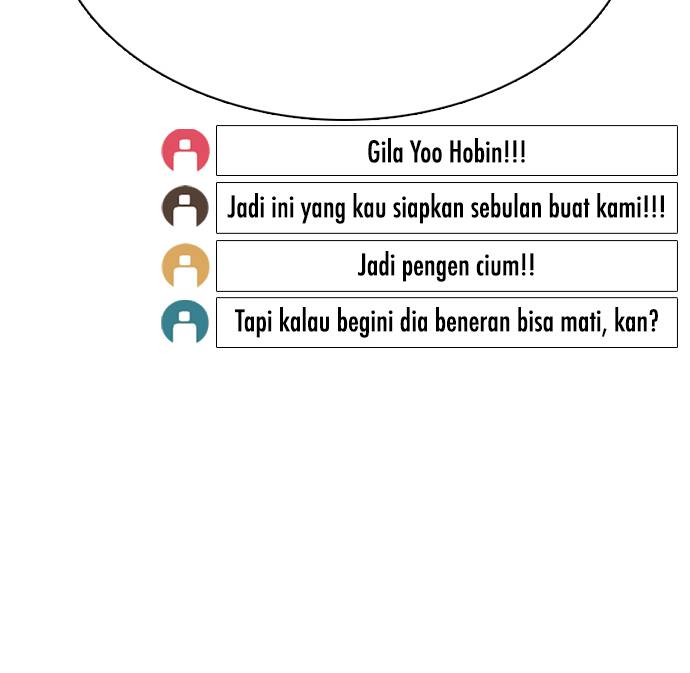 Gila Yoo Hobin!!!
Jadi ini yang kau siapkan sebulan buat kami!!!
Jadi pengen cium!!
Tapi kalau begini dia beneran bisa mati, kan?